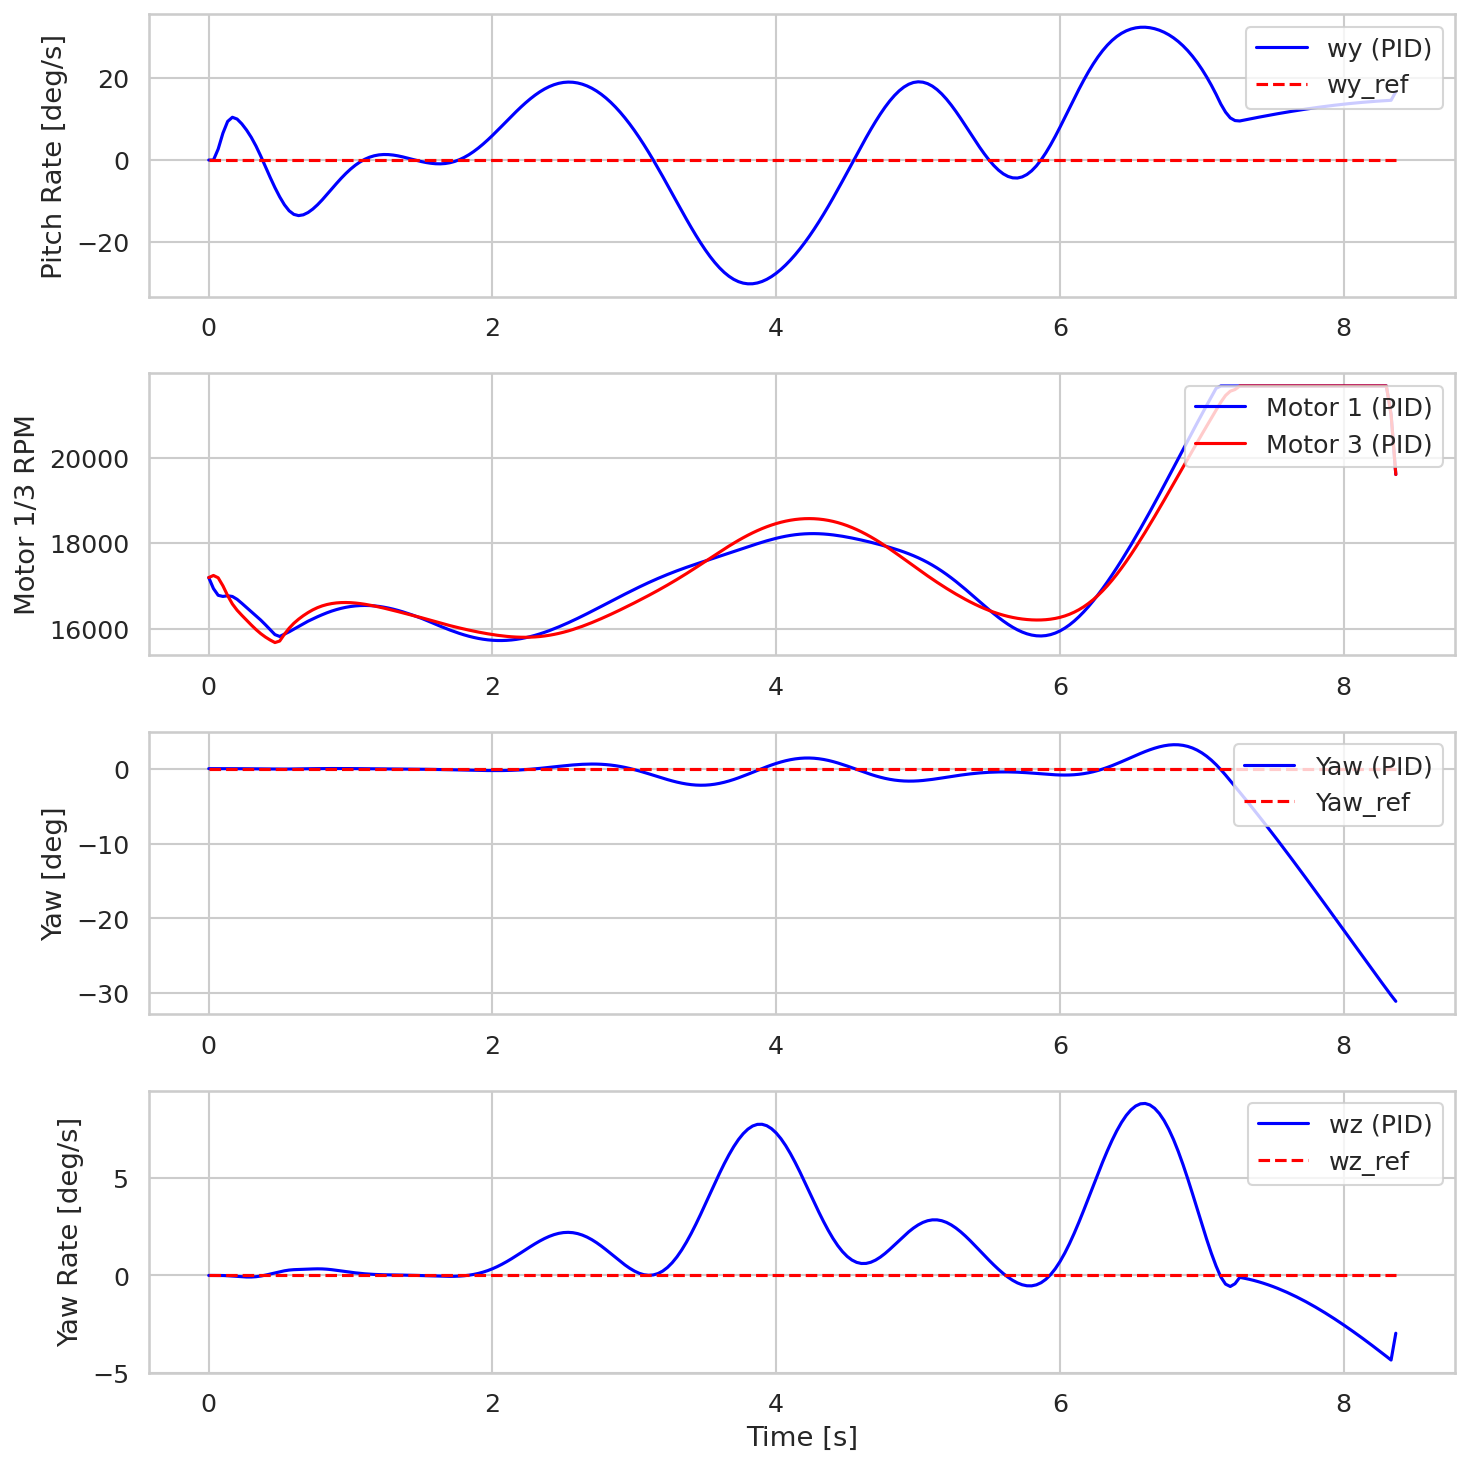 Pitch Rate [deg/s]
20
0
−20
wy (PID)
wy_ref
0 2 4 6 8
Motor 1/3 RPM
20000
18000
16000
Motor 1 (PID)
Motor 3 (PID)
0 2 4 6 8
Yaw [deg]
0
−10
−20
−30
Yaw (PID)
Yaw_ref
0 2 4 6 8
Yaw Rate [deg/s]
5
0
−5
wz (PID)
wz_ref
0 2 4 6 8
Time [s]